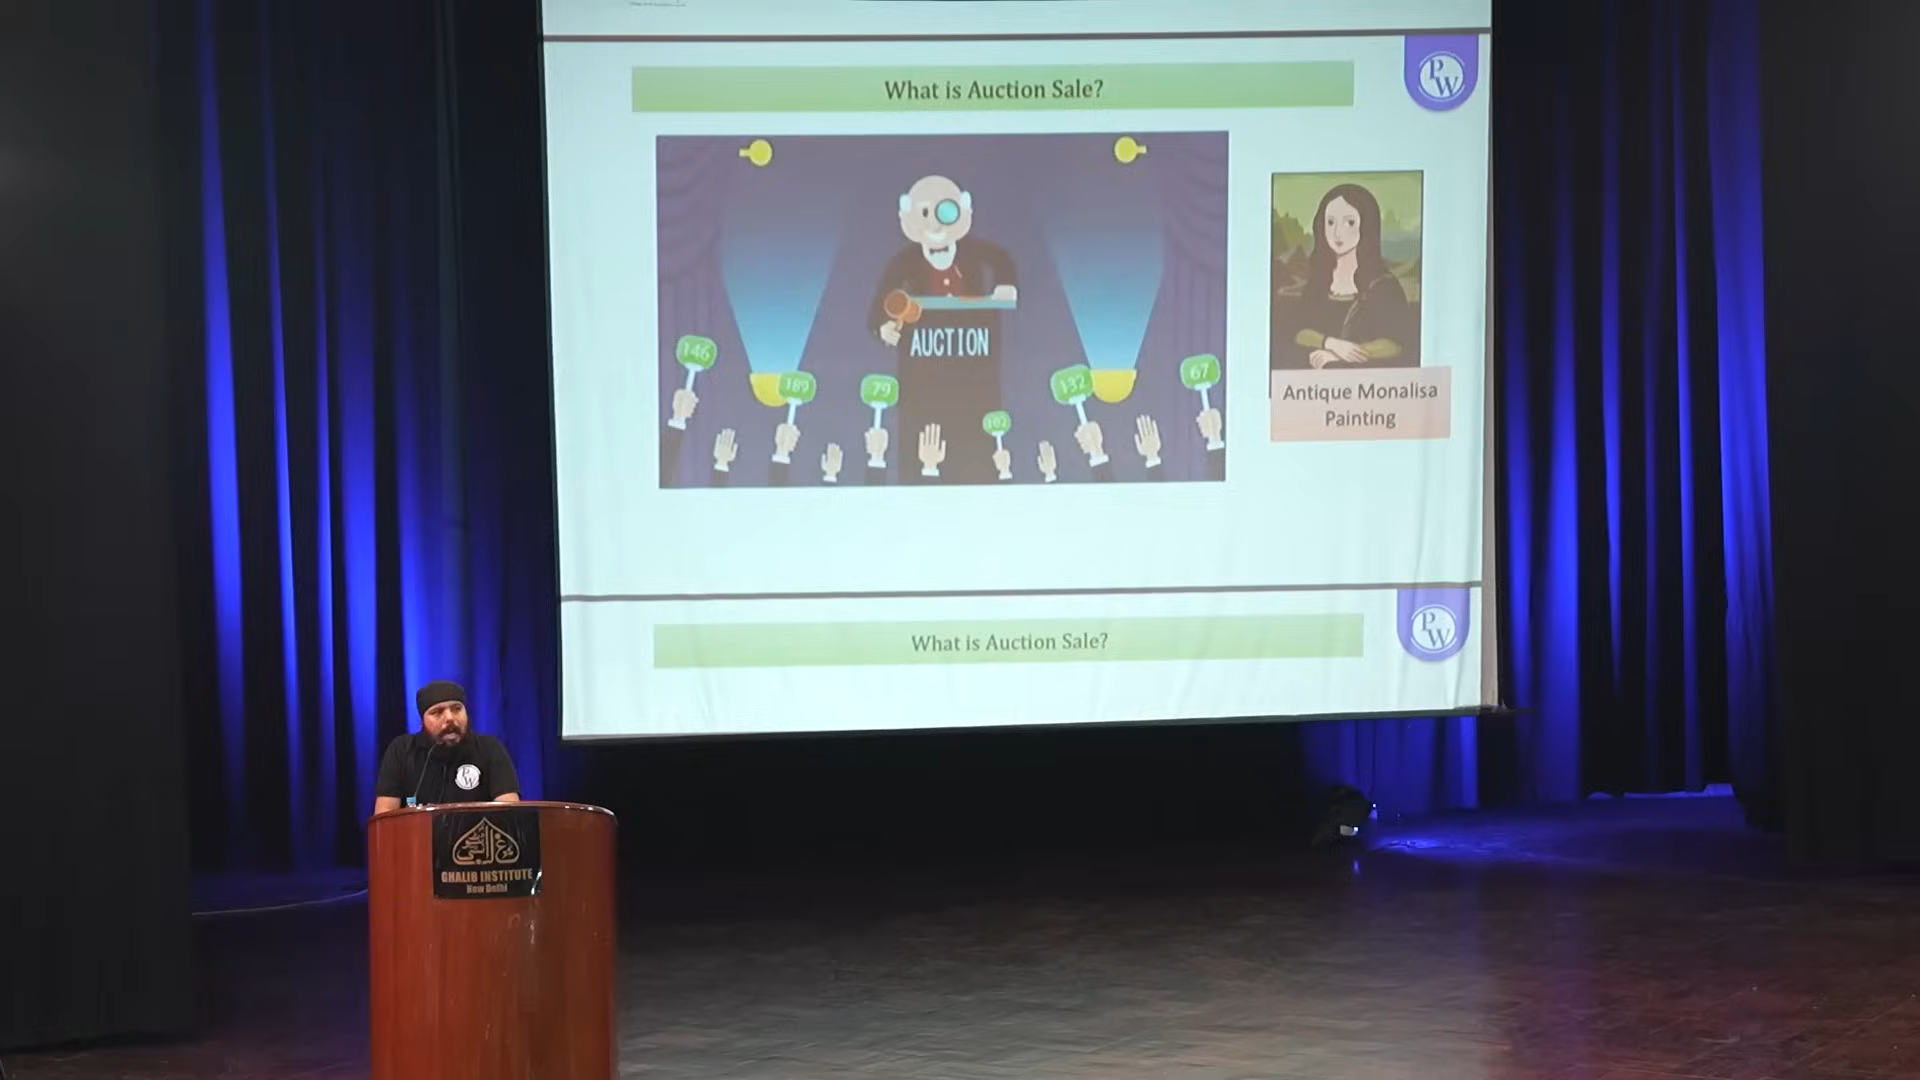 What is Auction Sale?
P
W
AUCTION
146
189
79
102
132
67
Antique Monalisa
Painting
What is Auction Sale?
P
W
P
W
GHALIB INSTITUTE
New Delhi